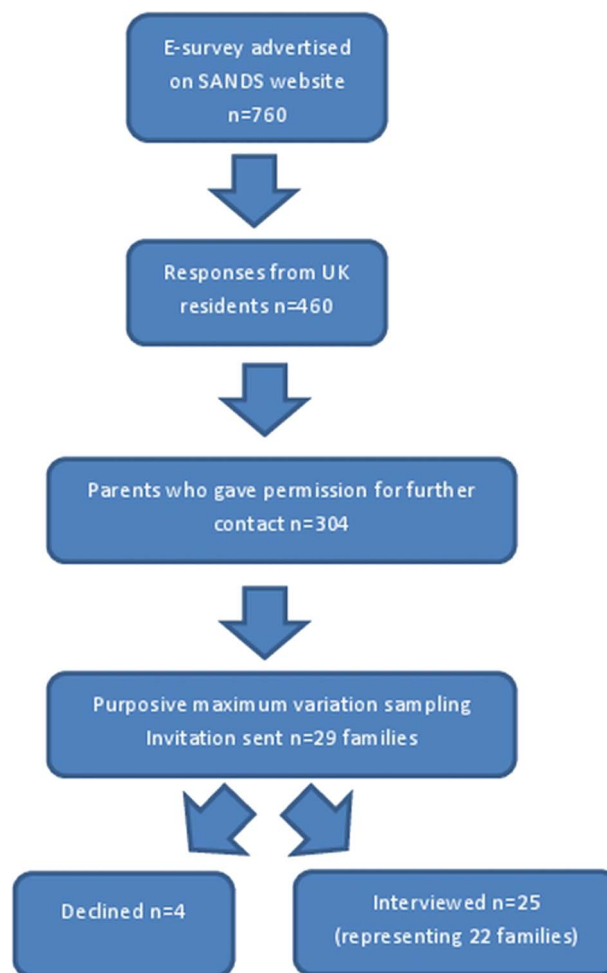 E-survey advertised
on SANDS website
n=760
Responses from UK
residents n=460
Parents who gave permission for further
contact n=304
Purposive maximum variation sampling
Invitation sent n=29 families
Declined n=4
Interviewed n=25
(representing 22 families)